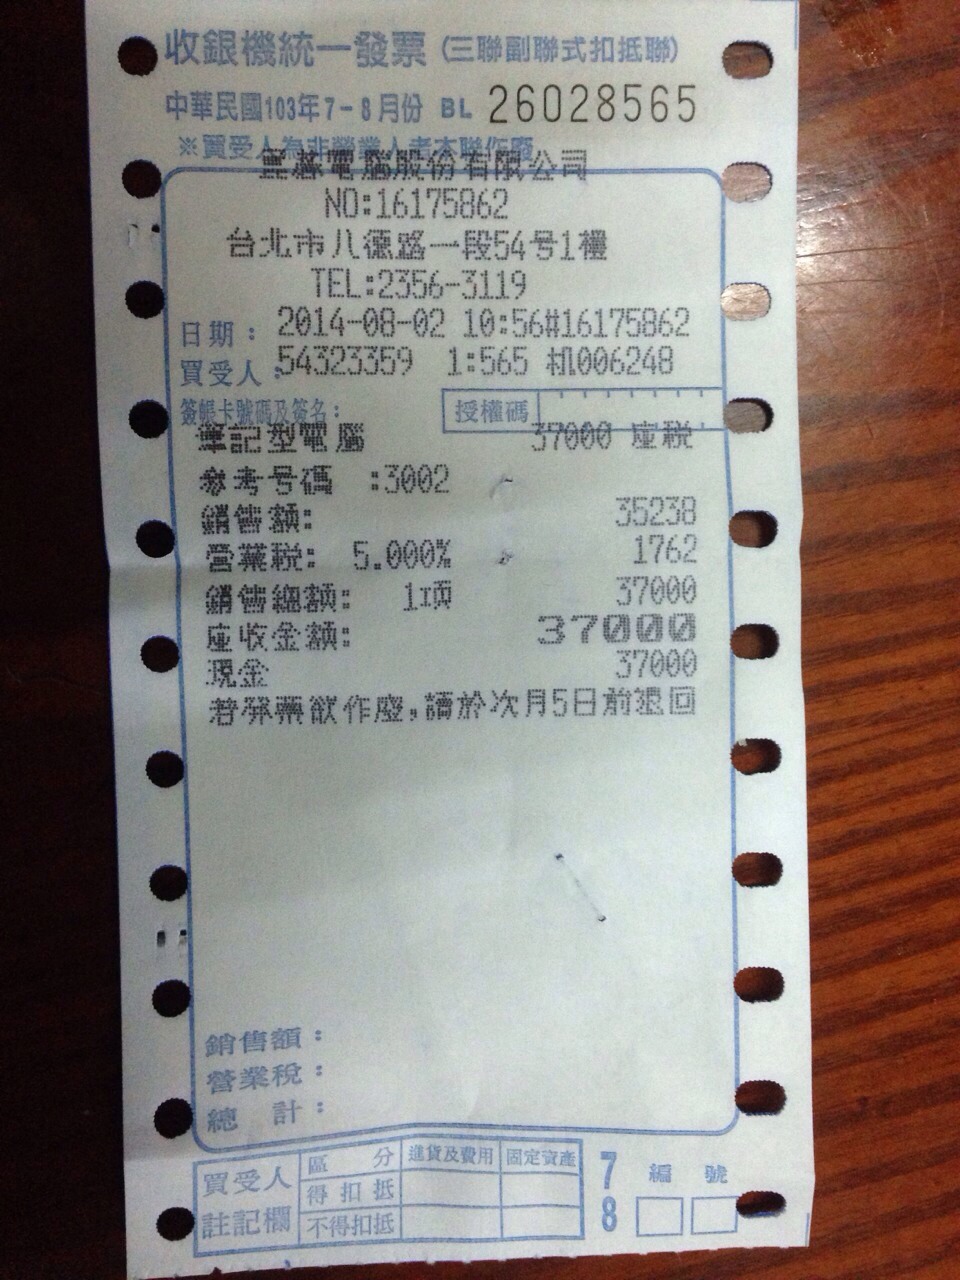 收銀機統一發票（三聯副聯式扣抵聯）
中華民國103年7-8月份 BL 26028565
※買受人為非營業人者本聯作廢
電腦股份有限公司
NO:16175862
台北市八德路一段54号1樓
TEL:2356-3119
日期： 2014-08-02 10:56#16175862
買受人： 54323359 1:565 机006248
簽帳卡號碼及簽名： 授權碼
筆記型電腦 37000 應税
參考号碼 :3002
銷售額: 35238
營業税: 5.000% 1762
銷售總額: 1項 37000
應收金額: 37000
現金 37000
若發票欲作廢,請於次月5日前退回
銷售額：
營業稅：
總 計：
買受人註記欄 區 分 進貨及費用 固定資產 7 8 編 號
得扣抵
不得扣抵